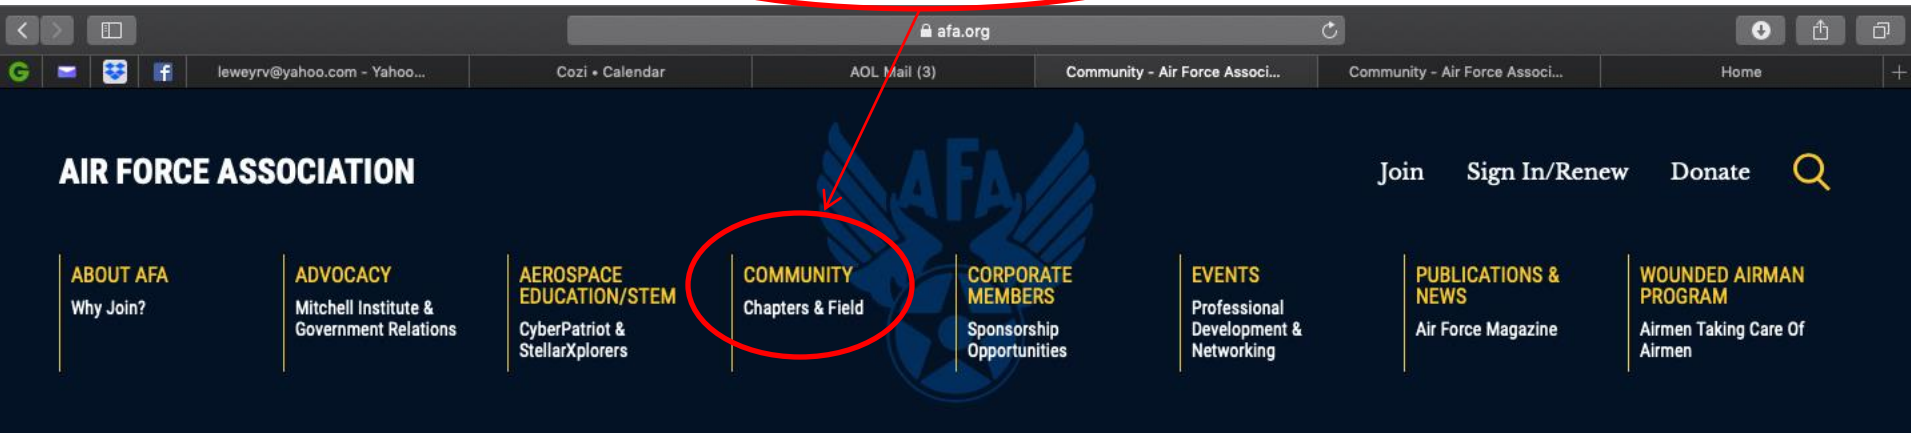 afa.org
leweyrv@yahoo.com - Yahoo...
Cozi • Calendar
AOL Mail (3)
Community - Air Force Associ...
Community - Air Force Associ...
Home
AFA
AIR FORCE ASSOCIATION
Join
Sign In/Renew
Donate
ABOUT AFA
Why Join?
ADVOCACY
Mitchell Institute &
Government Relations
AEROSPACE
EDUCATION/STEM
CyberPatriot &
StellarXplorers
COMMUNITY
Chapters & Field
CORPORATE
MEMBERS
Sponsorship
Opportunities
EVENTS
Professional
Development &
Networking
PUBLICATIONS &
NEWS
Air Force Magazine
WOUNDED AIRMAN
PROGRAM
Airmen Taking Care Of
Airmen